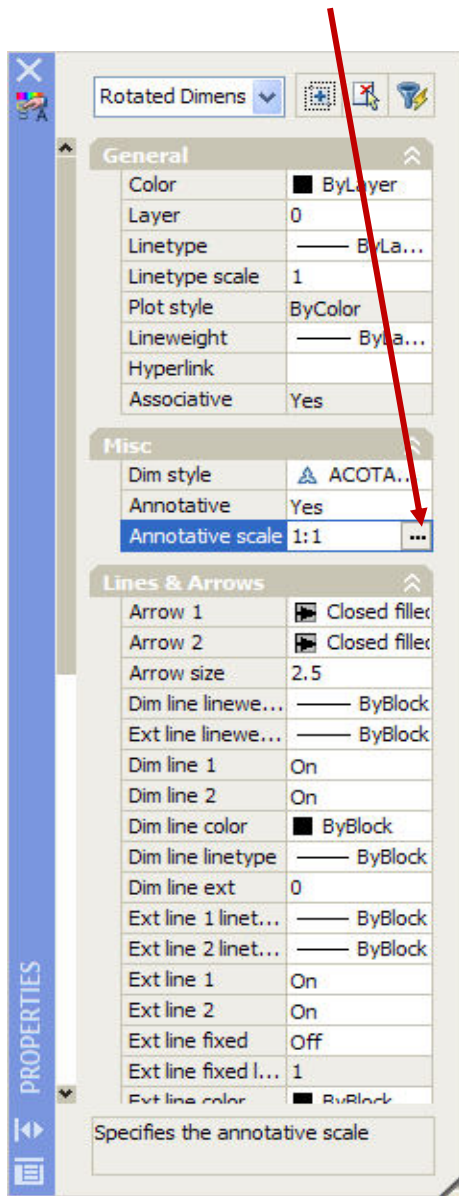 Rotated Dimens
General
Color ByLayer
Layer 0
Linetype ByLa...
Linetype scale 1
Plot style ByColor
Lineweight ByLa...
Hyperlink
Associative Yes
Misc
Dim style ACOTA...
Annotative Yes
Annotative scale 1:1 ...
Lines & Arrows
Arrow 1 Closed filled
Arrow 2 Closed filled
Arrow size 2.5
Dim line linewe... ByBlock
Ext line linewe... ByBlock
Dim line 1 On
Dim line 2 On
Dim line color ByBlock
Dim line linetype ByBlock
Dim line ext 0
Ext line 1 linet... ByBlock
Ext line 2 linet... ByBlock
Ext line 1 On
Ext line 2 On
Ext line fixed Off
Ext line fixed l... 1
Ext line color ByBlock
PROPERTIES
Specifies the annotative scale